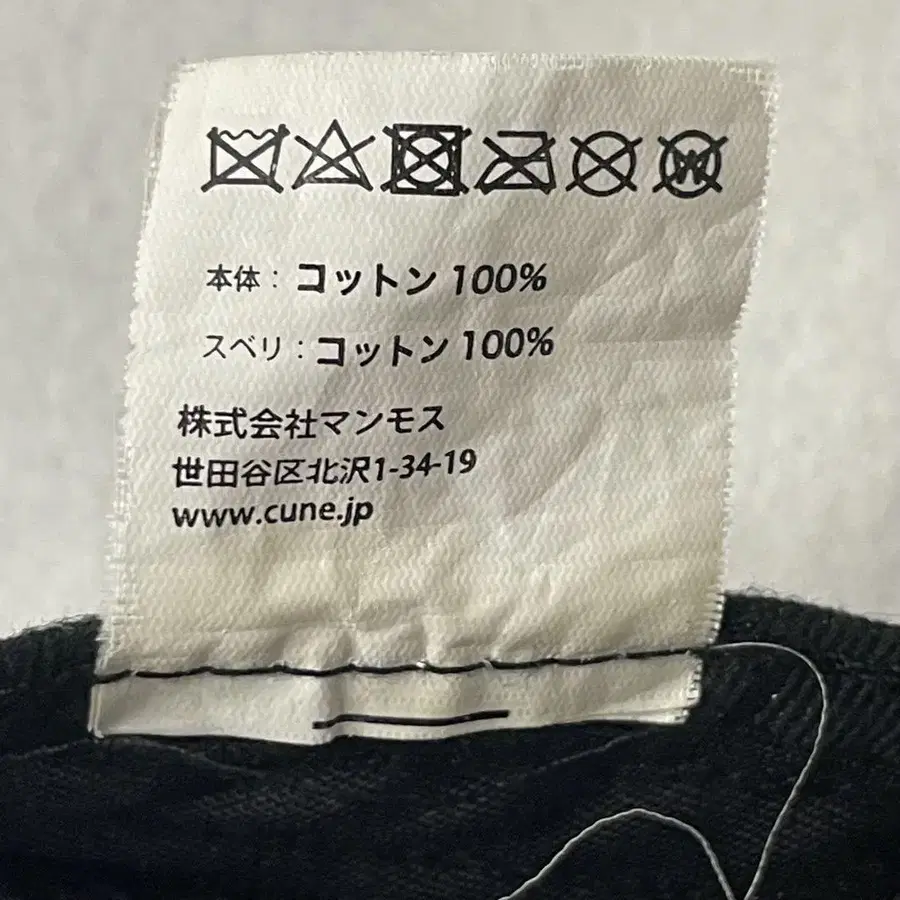 W
本体：コットン 100%
スベリ：コットン 100%
株式会社マンモス
世田谷区北沢1-34-19
www.cune.jp